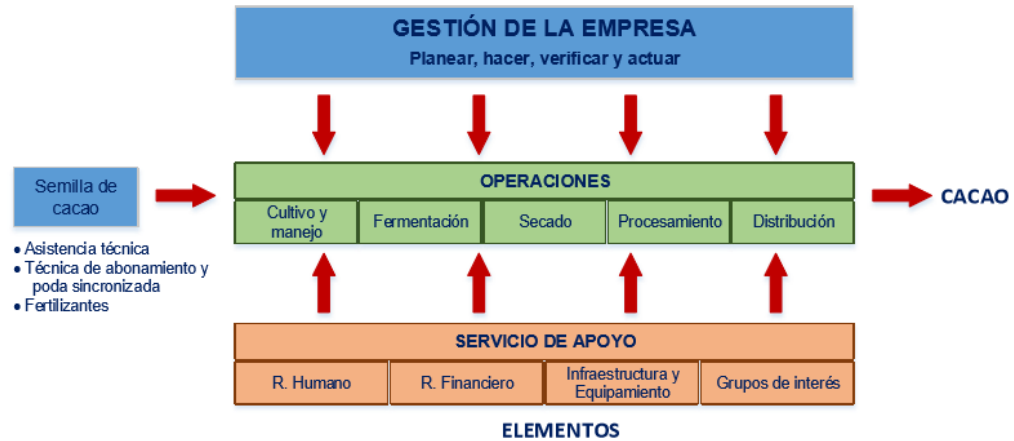 GESTIÓN DE LA EMPRESA
Planear, hacer, verificar y actuar
Semilla de
cacao
• Asistencia técnica
• Técnica de abonamiento y
poda sincronizada
• Fertilizantes
OPERACIONES
Cultivo y
manejo
Fermentación
Secado
Procesamiento
Distribución
CACAO
SERVICIO DE APOYO
R. Humano
R. Financiero
Infraestructura y
Equipamiento
Grupos de interés
ELEMENTOS